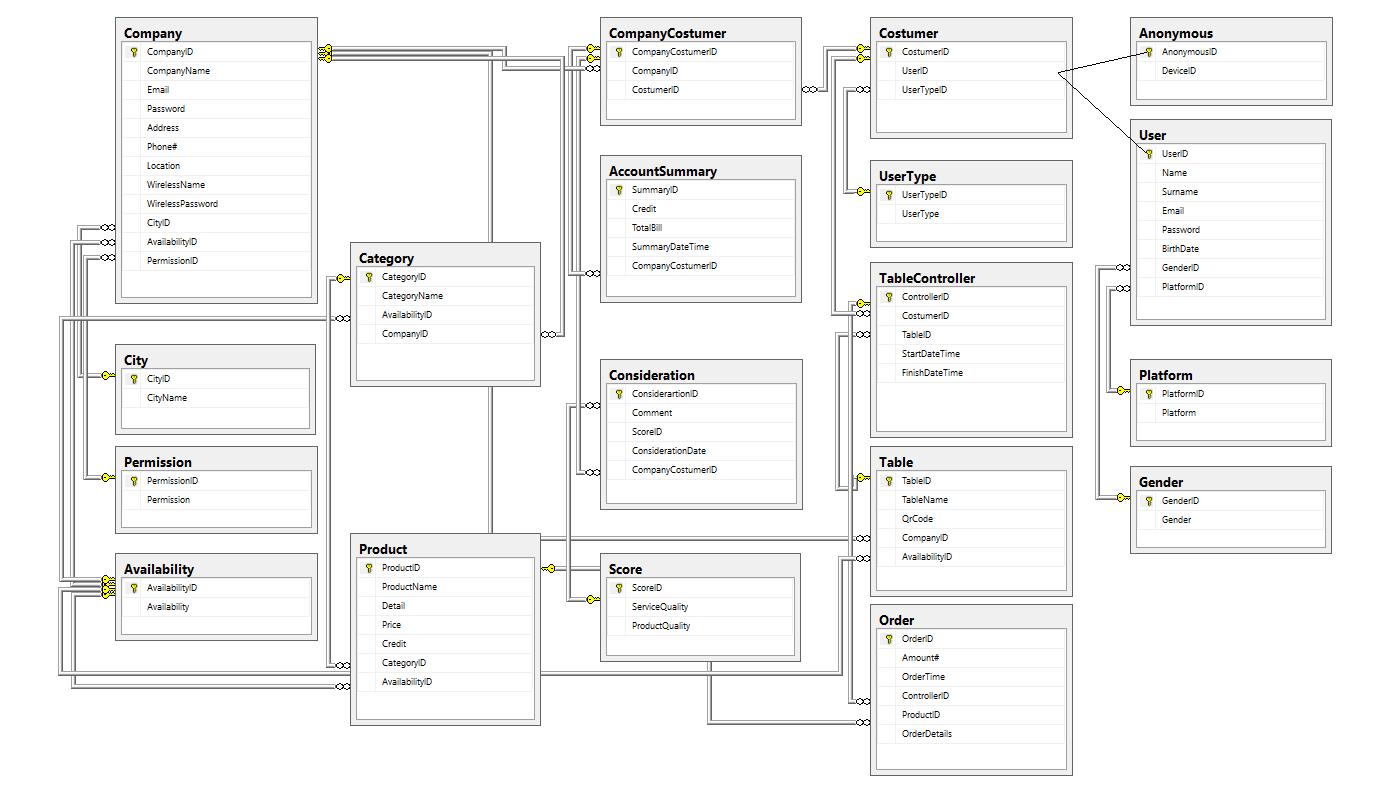 Company
CompanyID
CompanyName
Email
Password
Address
Phone#
Location
WirelessName
WirelessPassword
CityID
AvailabilityID
PermissionID
City
CityID
CityName
Permission
PermissionID
Permission
Availability
AvailabilityID
Availability
Category
CategoryID
CategoryName
AvailabilityID
CompanyID
Product
ProductID
ProductName
Detail
Price
Credit
CategoryID
AvailabilityID
CompanyCostumer
CompanyCostumerID
CompanyID
CostumerID
AccountSummary
SummaryID
Credit
TotalBill
SummaryDateTime
CompanyCostumerID
Consideration
ConsiderartionID
Comment
ScoreID
ConsiderationDate
CompanyCostumerID
Score
ScoreID
ServiceQuality
ProductQuality
Costumer
CostumerID
UserID
UserTypeID
UserType
UserTypeID
UserType
TableController
ControllerID
CostumerID
TableID
StartDateTime
FinishDateTime
Table
TableID
TableName
QrCode
CompanyID
AvailabilityID
Order
OrderID
Amount#
OrderTime
ControllerID
ProductID
OrderDetails
Anonymous
AnonymousID
DeviceID
User
UserID
Name
Surname
Email
Password
BirthDate
GenderID
PlatformID
Platform
PlatformID
Platform
Gender
GenderID
Gender